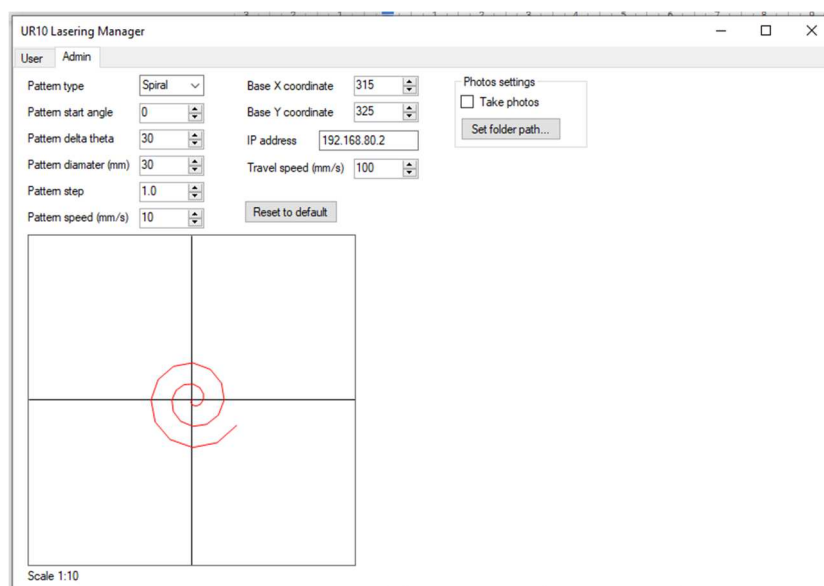 UR10 Lasering Manager
User Admin
Pattern type Spiral
Pattern start angle 0
Pattern delta theta 30
Pattern diamater (mm) 30
Pattern step 1.0
Pattern speed (mm/s) 10
Base X coordinate 315
Base Y coordinate 325
IP address 192.168.80.2
Travel speed (mm/s) 100
Reset to default
Photos settings
Take photos
Set folder path...
Scale 1:10